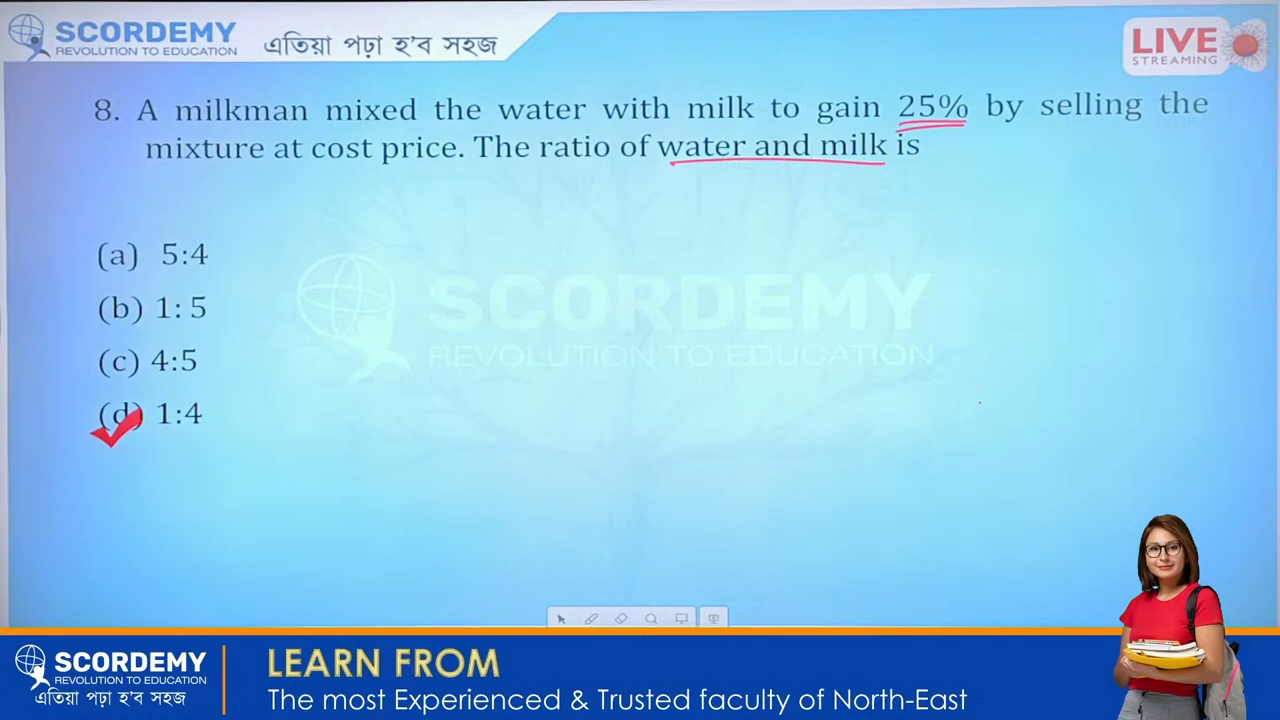 SCORDEMY
REVOLUTION TO EDUCATION
এতিয়া পঢ়া হ'ব সহজ
LIVE
STREAMING
8. A milkman mixed the water with milk to gain 25% by selling the
mixture at cost price. The ratio of water and milk is
(a) 5:4
(b) 1: 5
(c) 4:5
(d) 1:4
SCORDEMY
REVOLUTION TO EDUCATION
SCORDEMY
REVOLUTION TO EDUCATION
এতিয়া পঢ়া হ'ব সহজ
LEARN FROM
The most Experienced & Trusted faculty of North-East